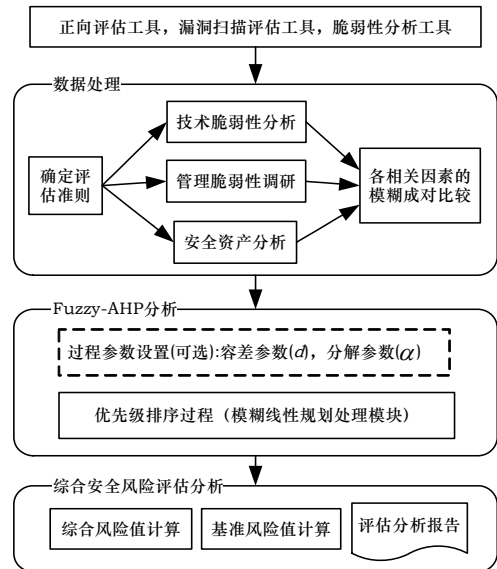 正向评估工具，漏洞扫描评估工具，脆弱性分析工具
数据处理
技术脆弱性分析
确定评
估准则
管理脆弱性调研
各相关因素的
模糊成对比较
安全资产分析
Fuzzy-AHP分析
过程参数设置(可选):容差参数(d)，分解参数(α)
优先级排序过程（模糊线性规划处理模块）
综合安全风险评估分析
综合风险值计算
基准风险值计算
评估分析报告